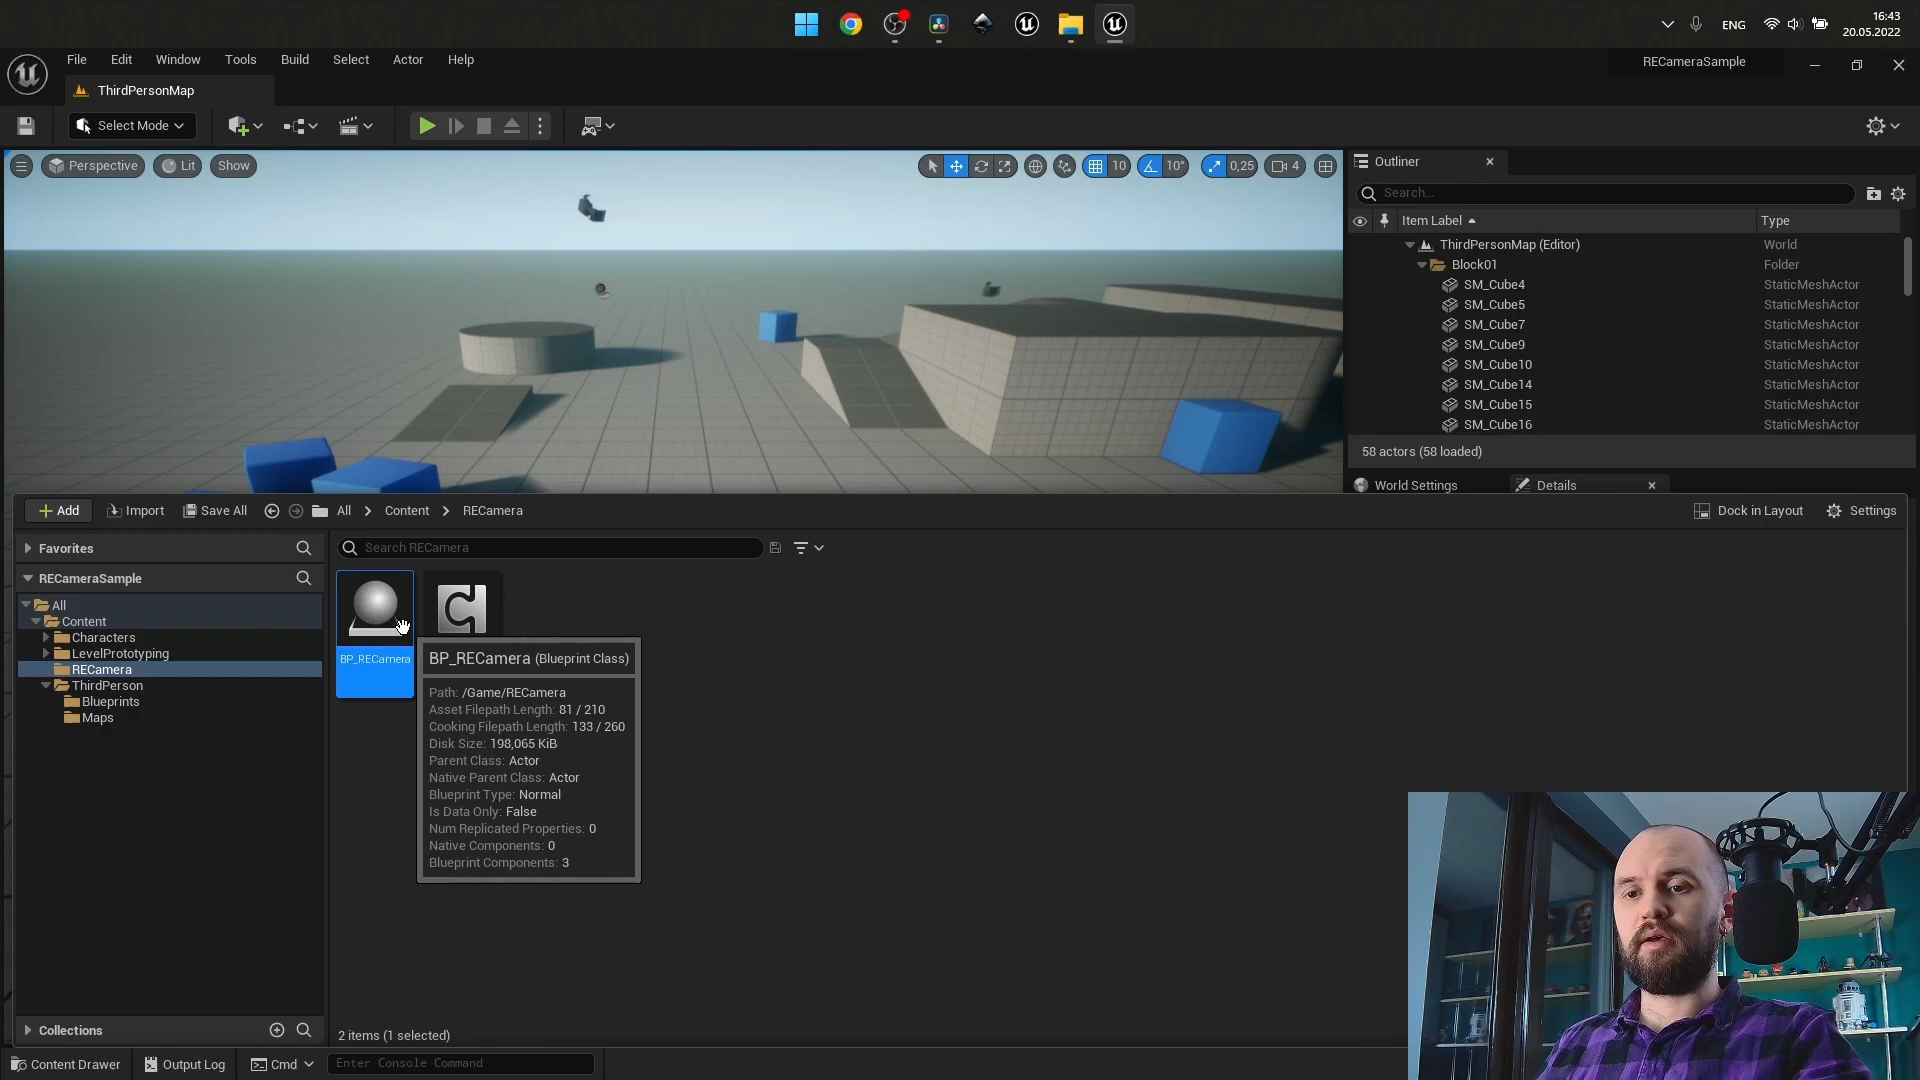 ENG
16:43
20.05.2022
File Edit Window Tools Build Select Actor Help
RECameraSample
ThirdPersonMap
Select Mode
Perspective Lit Show
10 10° 0,25 4
Outliner
Search...
Item Label Type
ThirdPersonMap (Editor) World
Block01 Folder
SM_Cube4 StaticMeshActor
SM_Cube5 StaticMeshActor
SM_Cube7 StaticMeshActor
SM_Cube9 StaticMeshActor
SM_Cube10 StaticMeshActor
SM_Cube14 StaticMeshActor
SM_Cube15 StaticMeshActor
SM_Cube16 StaticMeshActor
58 actors (58 loaded)
World Settings Details
Add Import Save All All Content RECamera Dock in Layout Settings
Favorites
Search RECamera
RECameraSample
All
Content
Characters
LevelPrototyping
RECamera
ThirdPerson
Blueprints
Maps
BP_RECamera
BP_RECamera (Blueprint Class)
Path: /Game/RECamera
Asset Filepath Length: 81 / 210
Cooking Filepath Length: 133 / 260
Disk Size: 198,065 KiB
Parent Class: Actor
Native Parent Class: Actor
Blueprint Type: Normal
Is Data Only: False
Num Replicated Properties: 0
Native Components: 0
Blueprint Components: 3
Collections
2 items (1 selected)
Content Drawer Output Log Cmd Enter Console Command